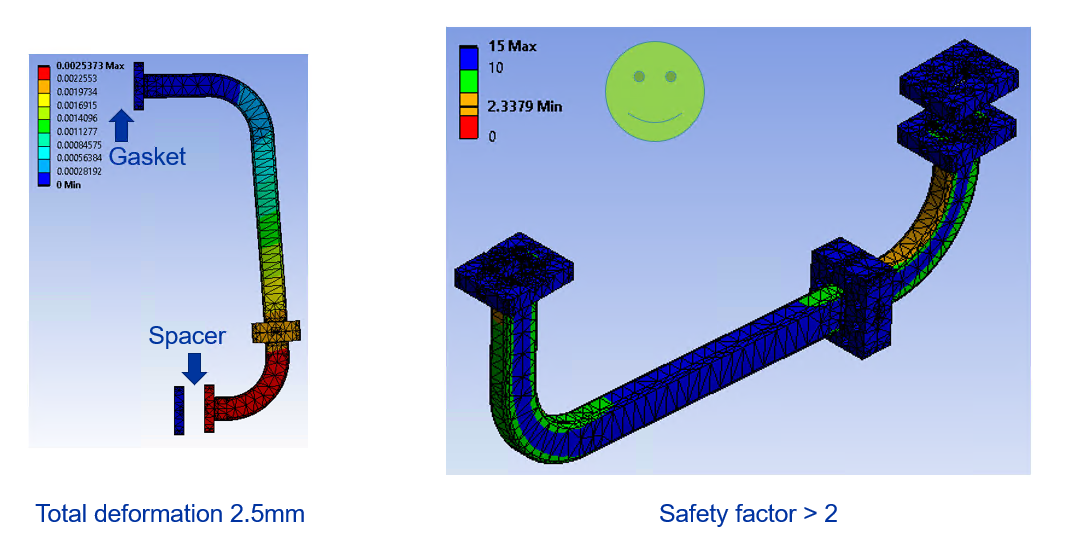 0.0025373 Max
0.0022553
0.0019734
0.0016915
0.0014096
0.0011277
0.00084575
0.00056384
0.00028192
0 Min
Gasket
Spacer
Total deformation 2.5mm
15 Max
10
2.3379 Min
0
Safety factor > 2